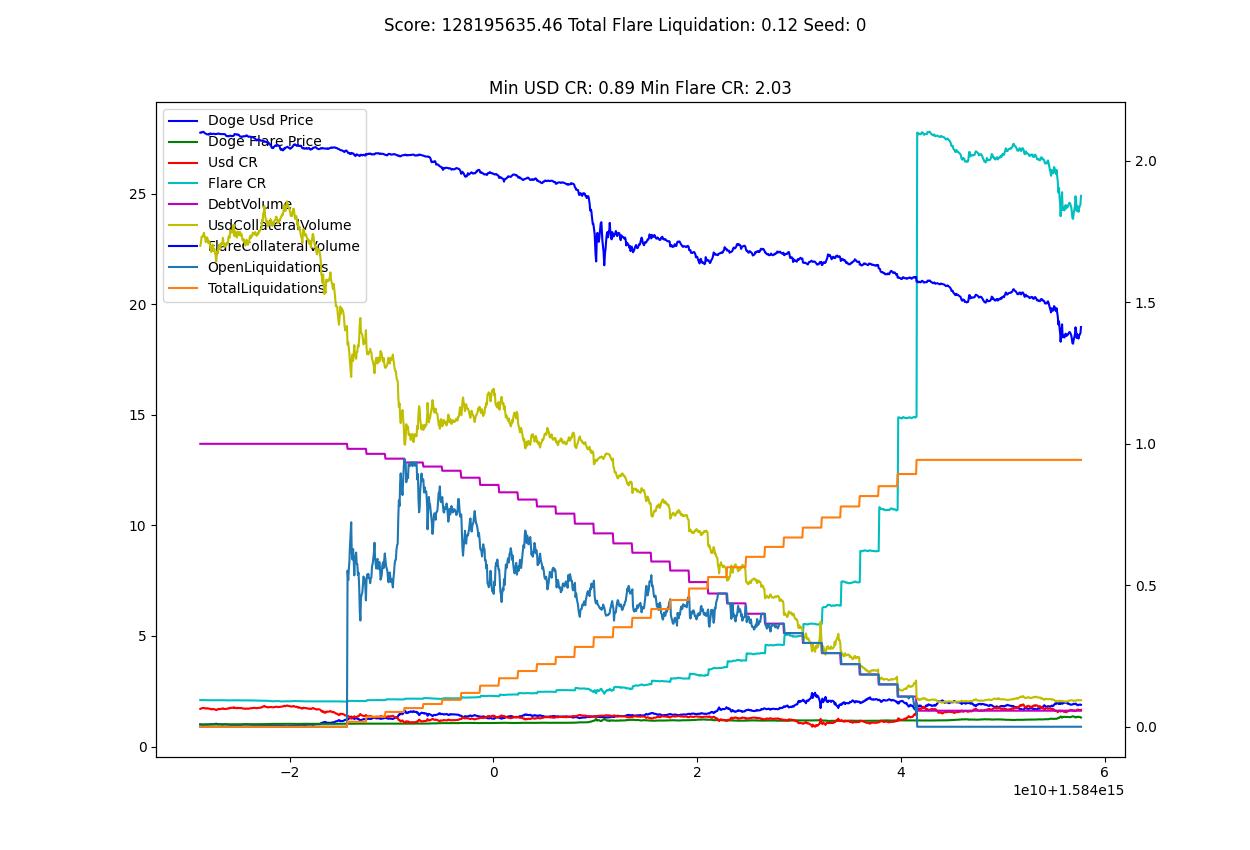 Score: 128195635.46 Total Flare Liquidation: 0.12 Seed: 0
Min USD CR: 0.89 Min Flare CR: 2.03
Doge Usd Price
Doge Flare Price
Usd CR
Flare CR
DebtVolume
UsdCollateralVolume
FlareCollateralVolume
OpenLiquidations
TotalLiquidations
25
20
15
10
5
0
2.0
1.5
1.0
0.5
0.0
−2
0
2
4
6
1e10+1.584e15